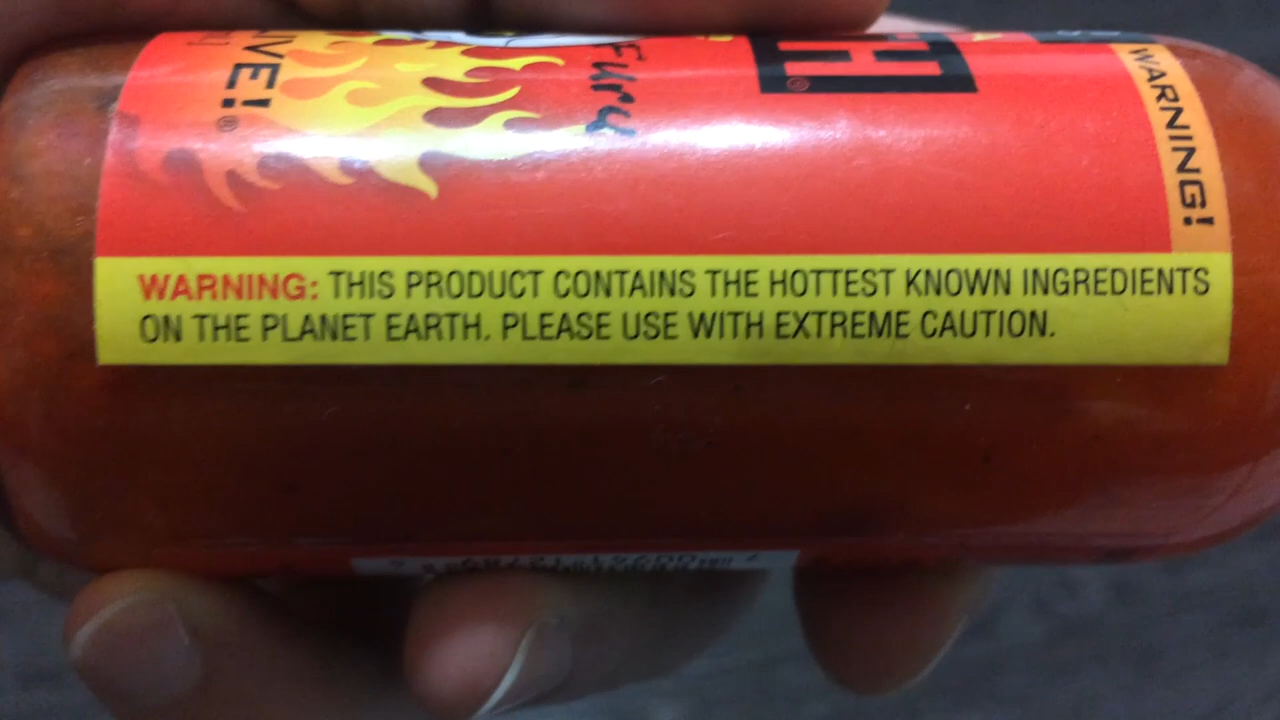 Fury
WARNING!
WARNING: THIS PRODUCT CONTAINS THE HOTTEST KNOWN INGREDIENTS
ON THE PLANET EARTH. PLEASE USE WITH EXTREME CAUTION.